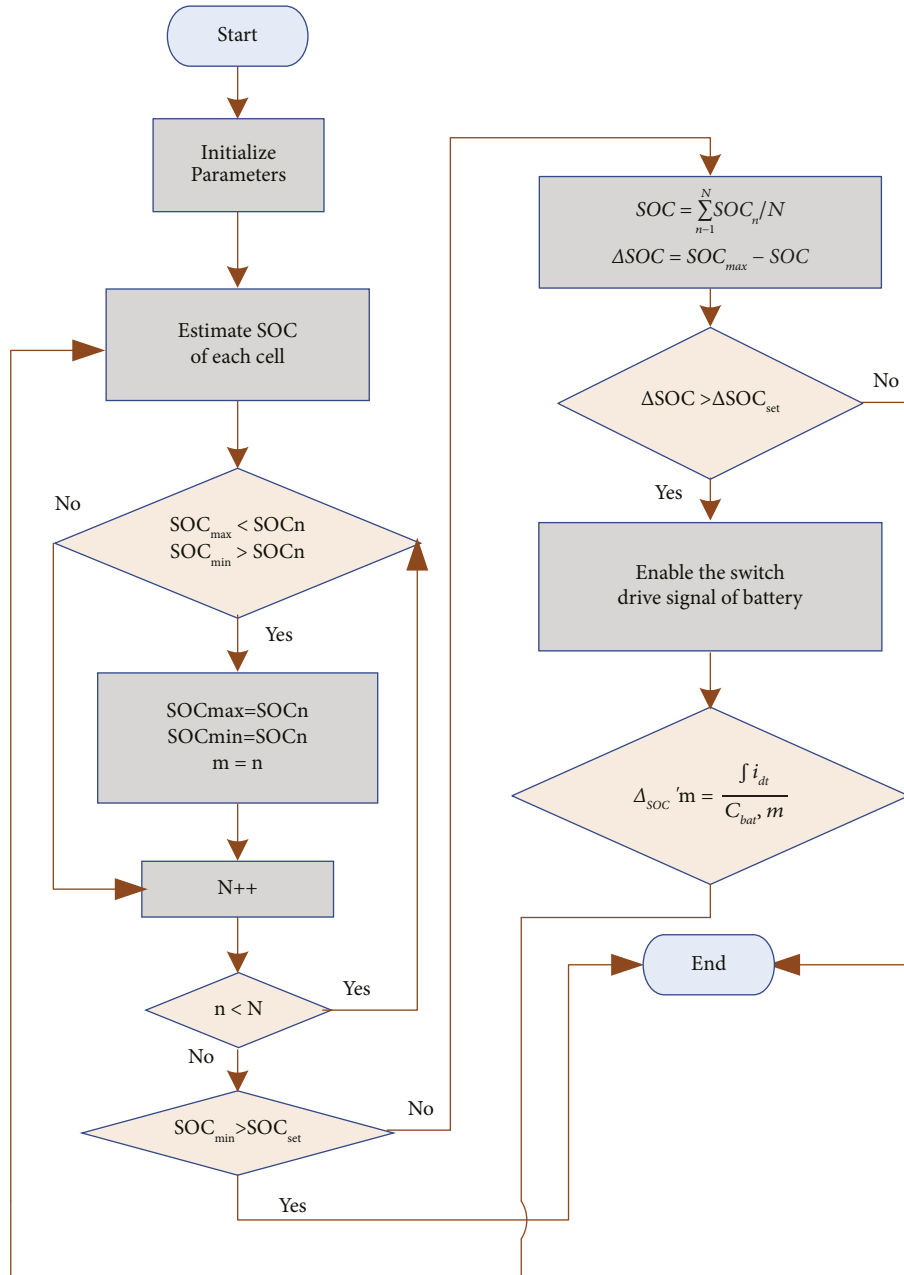 Start
Initialize
Parameters
Estimate SOC
of each cell
No
SOCmax < SOCn
SOCmin > SOCn
Yes
SOCmax=SOCn
SOCmin=SOCn
m = n
N++
n < N
Yes
No
SOCmin>SOCset
No
Yes
SOC = ∑_{n−1}^{N} SOCn/N
ΔSOC = SOCmax − SOC
ΔSOC >ΔSOCset
No
Yes
Enable the switch
drive signal of battery
ΔSOC ′m = ∫ idt / Cbat, m
End